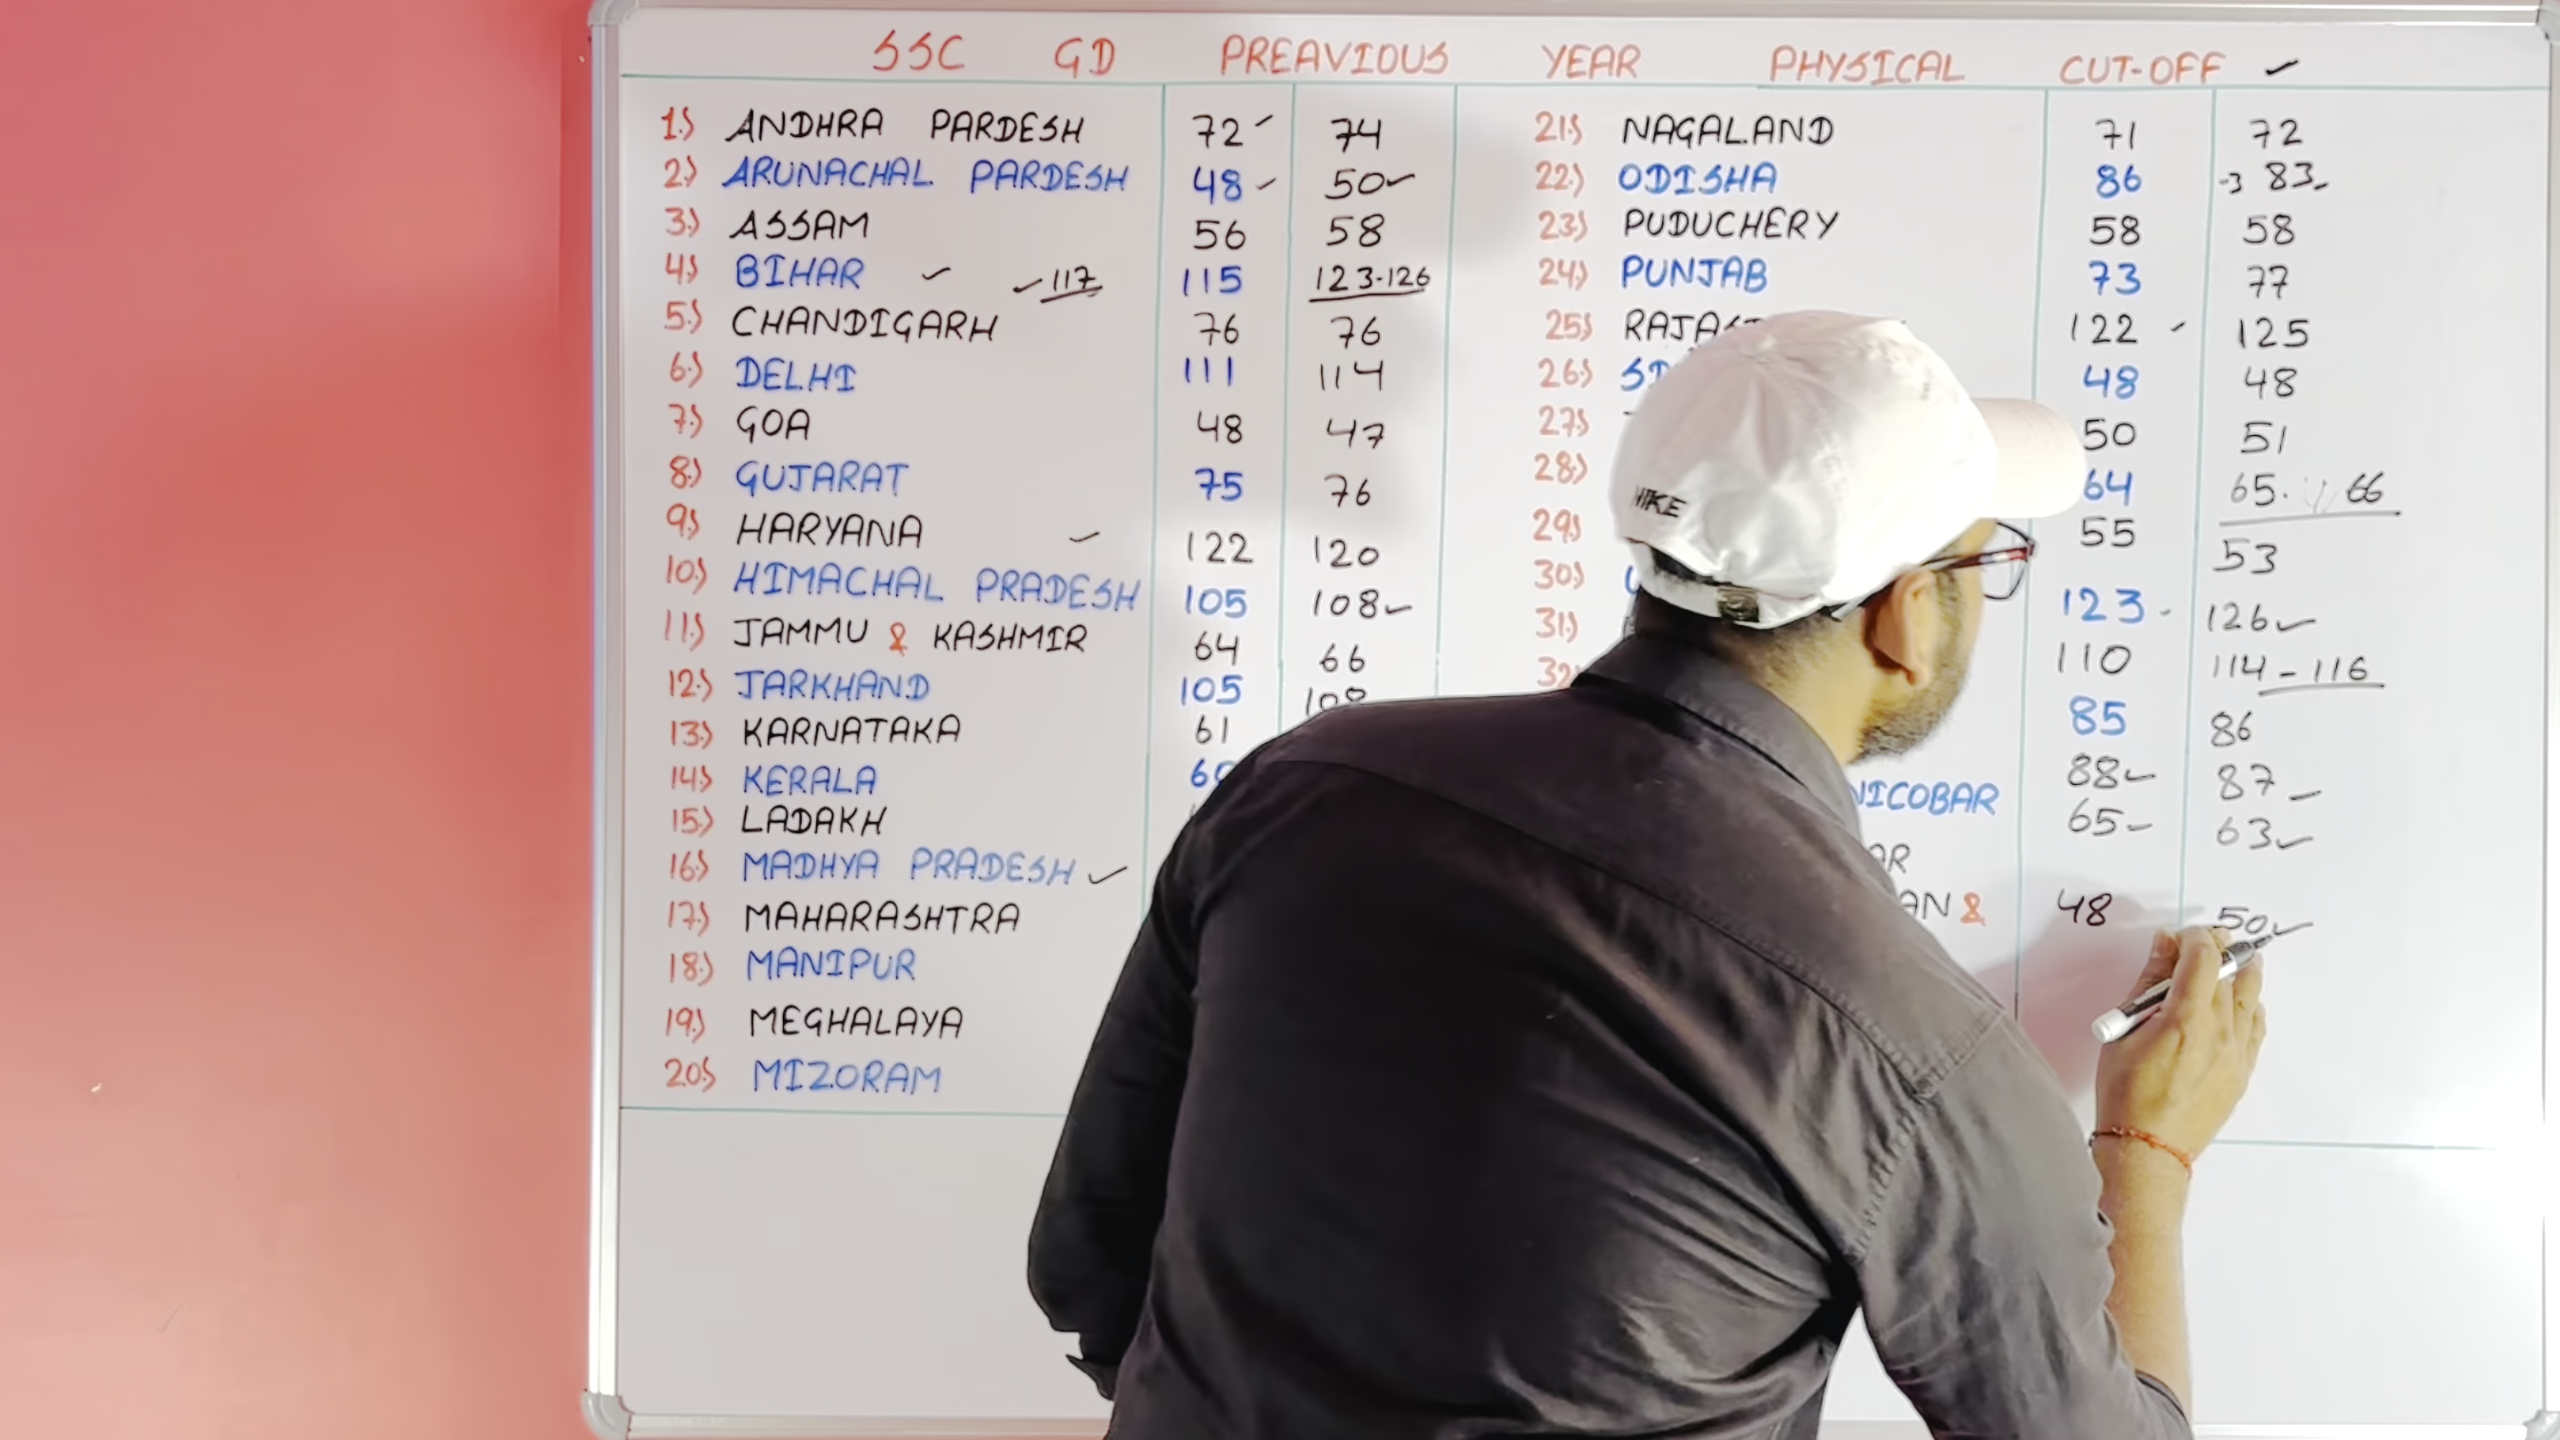 SSC GD PREAVIOUS YEAR PHYSICAL CUT-OFF
1.) ANDHRA PARDESH 72 74
2.) ARUNACHAL PARDESH 48 50
3.) ASSAM 56 58
4.) BIHAR 117 115 123-126
5.) CHANDIGARH 76 76
6.) DELHI 111 114
7.) GOA 48 47
8.) GUJARAT 75 76
9.) HARYANA 122 120
10.) HIMACHAL PRADESH 105 108
11.) JAMMU & KASHMIR 64 66
12.) JARKHAND 105
13.) KARNATAKA 61
14.) KERALA
15.) LADAKH
16.) MADHYA PRADESH
17.) MAHARASHTRA
18.) MANIPUR
19.) MEGHALAYA
20.) MIZORAM
21.) NAGALAND 71 72
22.) ODISHA 86 -3 83
23.) PUDUCHERY 58 58
24.) PUNJAB 73 77
25.) 122 125
26.) 48 48
27.) 50 51
28.) 64 65. 66
29.) 55 53
30.) 123 126
31.) 110 114-116
32.) 85 86
88 87
NICOBAR 65 63
& 48 50
NIKE